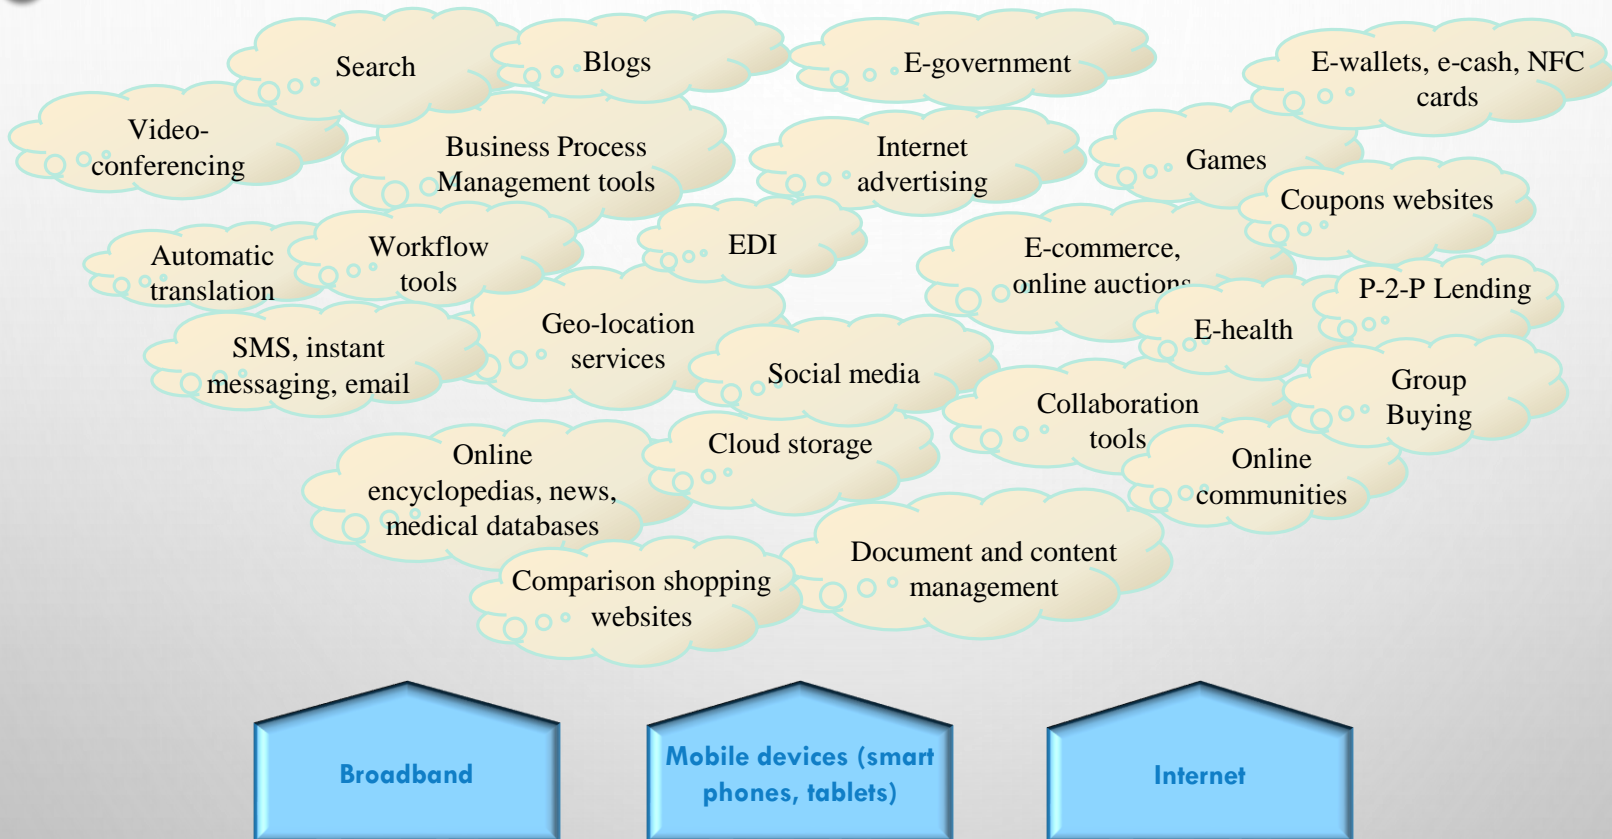 Search
Blogs
E-government
E-wallets, e-cash, NFC
cards
Video-
conferencing
Business Process
Management tools
Internet
advertising
Games
Coupons websites
Automatic
translation
Workflow
tools
EDI
E-commerce,
online auctions
P-2-P Lending
SMS, instant
messaging, email
Geo-location
services
Social media
E-health
Group
Buying
Collaboration
tools
Online
encyclopedias, news,
medical databases
Cloud storage
Online
communities
Comparison shopping
websites
Document and content
management
Broadband
Mobile devices (smart
phones, tablets)
Internet